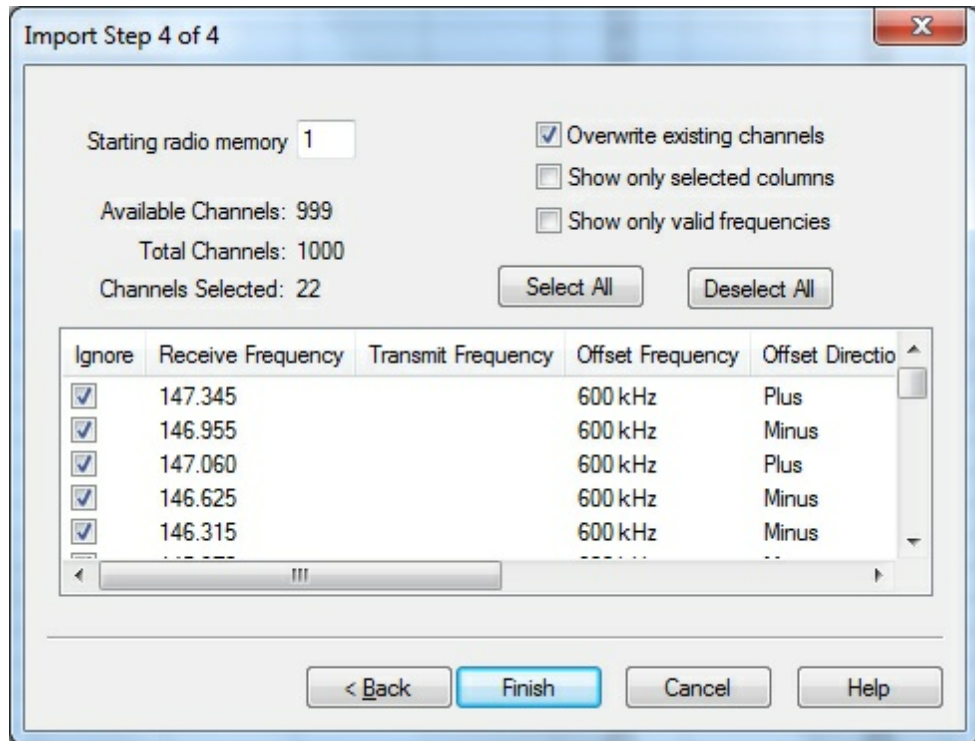 Import Step 4 of 4
Starting radio memory 1
Overwrite existing channels
Show only selected columns
Show only valid frequencies
Available Channels: 999
Total Channels: 1000
Channels Selected: 22
Select All Deselect All
Ignore Receive Frequency Transmit Frequency Offset Frequency Offset Directio
147.345 600 kHz Plus
146.955 600 kHz Minus
147.060 600 kHz Plus
146.625 600 kHz Minus
146.315 600 kHz Minus
< Back Finish Cancel Help